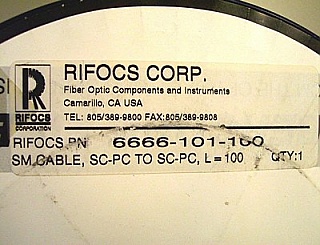 RIFOCS CORP.
Fiber Optic Components and Instruments
Camarillo, CA USA
TEL: 805/389-9800 FAX:805/389-9808
R
RIFOCS
CORPORATION
RIFOCS PN 6666-101-100
SM CABLE, SC-PC TO SC-PC, L=100 QTY:1